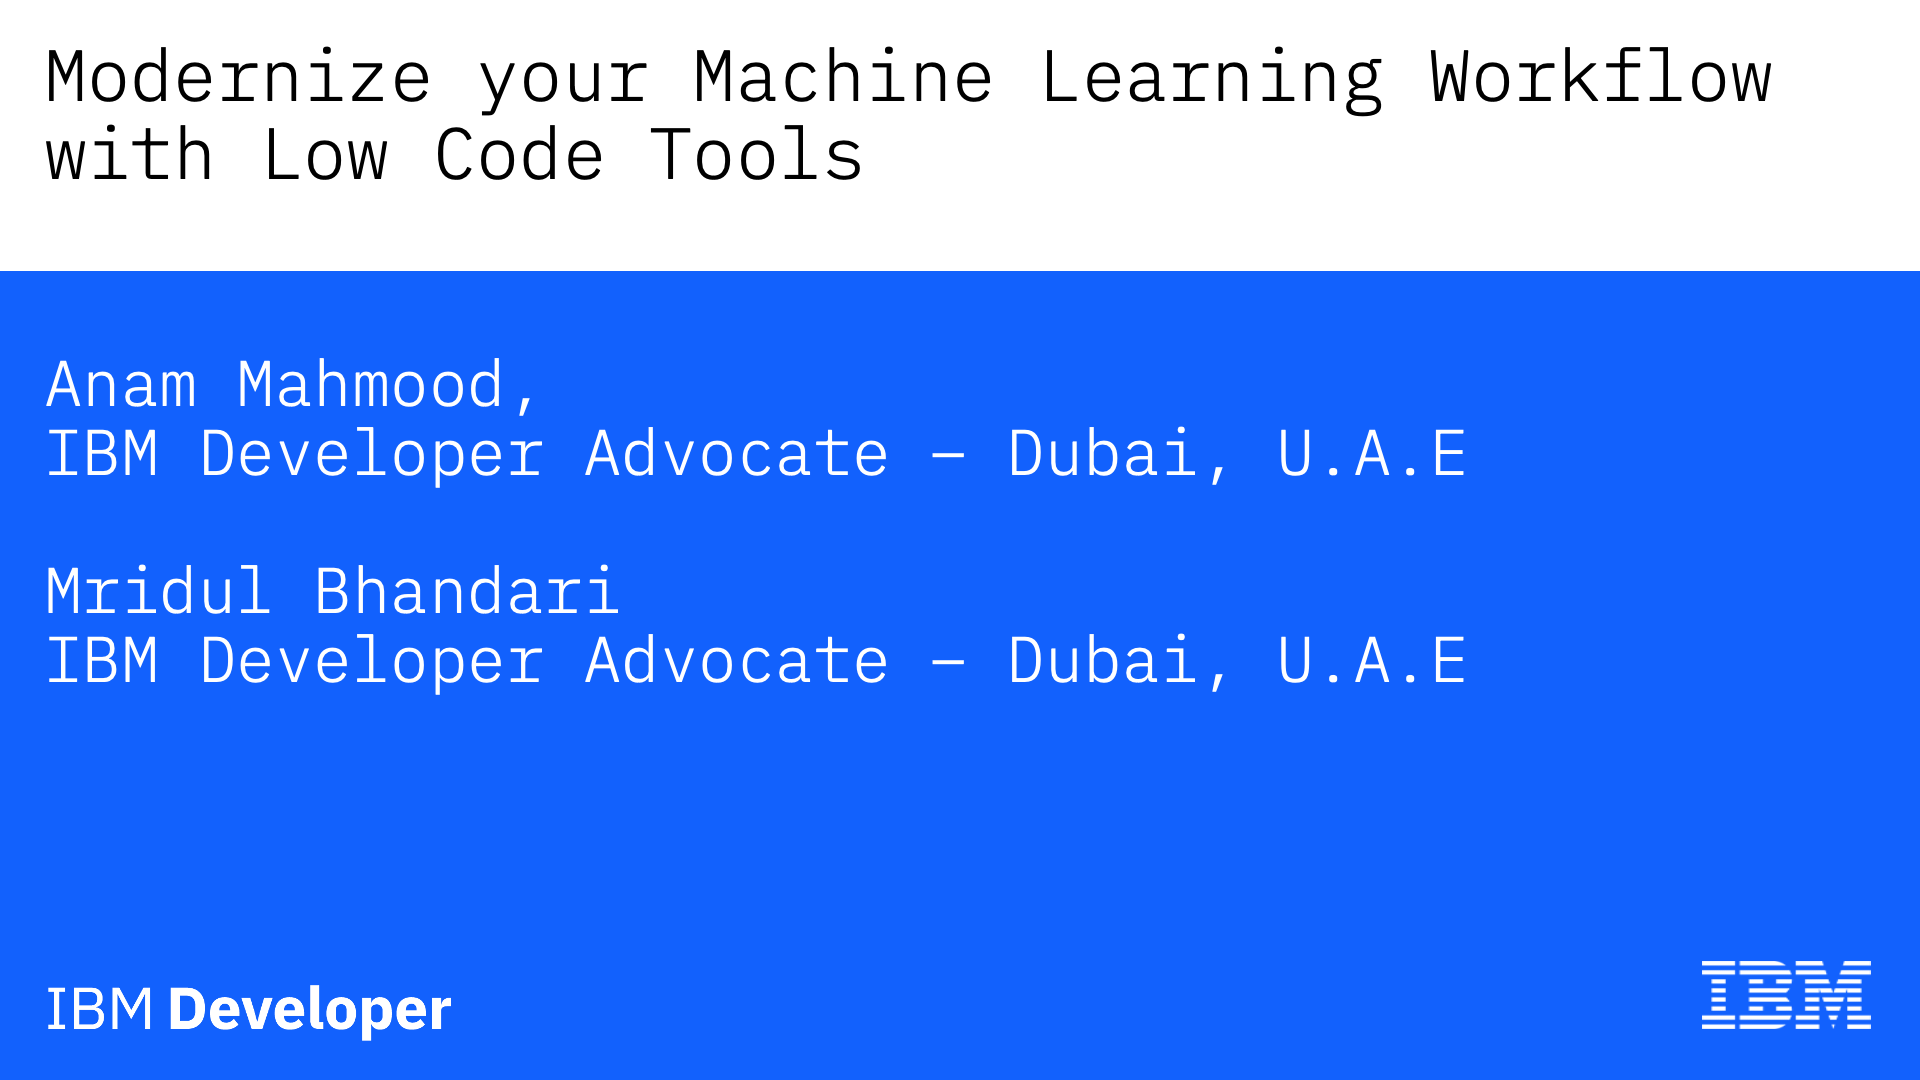 Modernize your Machine Learning Workflow
with Low Code Tools
Anam Mahmood,
IBM Developer Advocate – Dubai, U.A.E
Mridul Bhandari
IBM Developer Advocate – Dubai, U.A.E
IBM Developer
IBM